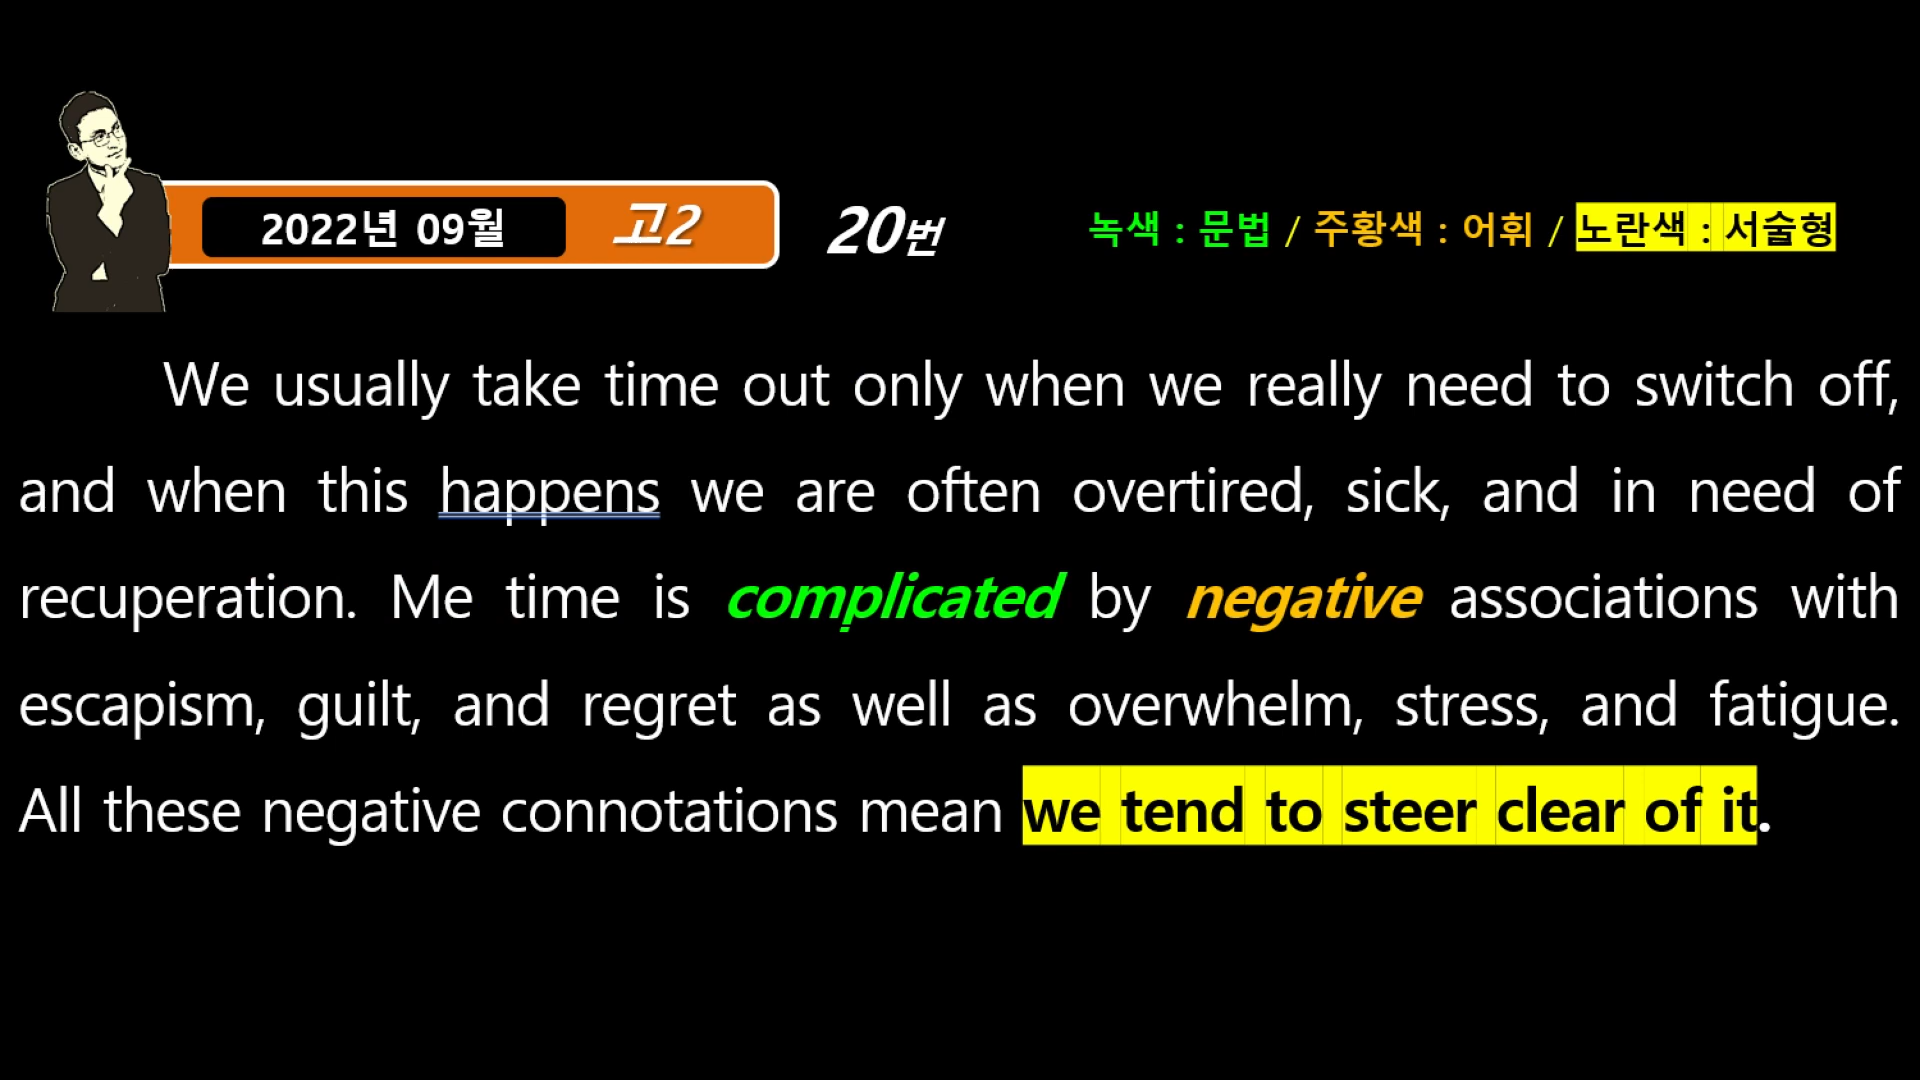 2022년 09월 고2 20번 녹색 : 문법 / 주황색 : 어휘 / 노란색 : 서술형
We usually take time out only when we really need to switch off,
and when this happens we are often overtired, sick, and in need of
recuperation. Me time is complicated by negative associations with
escapism, guilt, and regret as well as overwhelm, stress, and fatigue.
All these negative connotations mean we tend to steer clear of it.